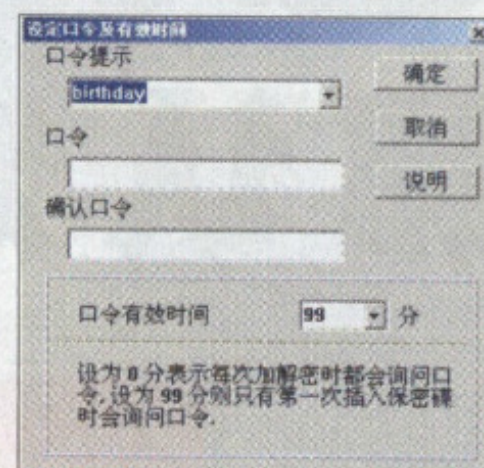 设定口令及有效时间
口令提示
确定
birthday
取消
口令
说明
确认口令
口令有效时间 99 分
设为 0 分表示每次加解密时都会询问口
令,设为 99 分则只有第一次插入保密碟
时会询问口令.